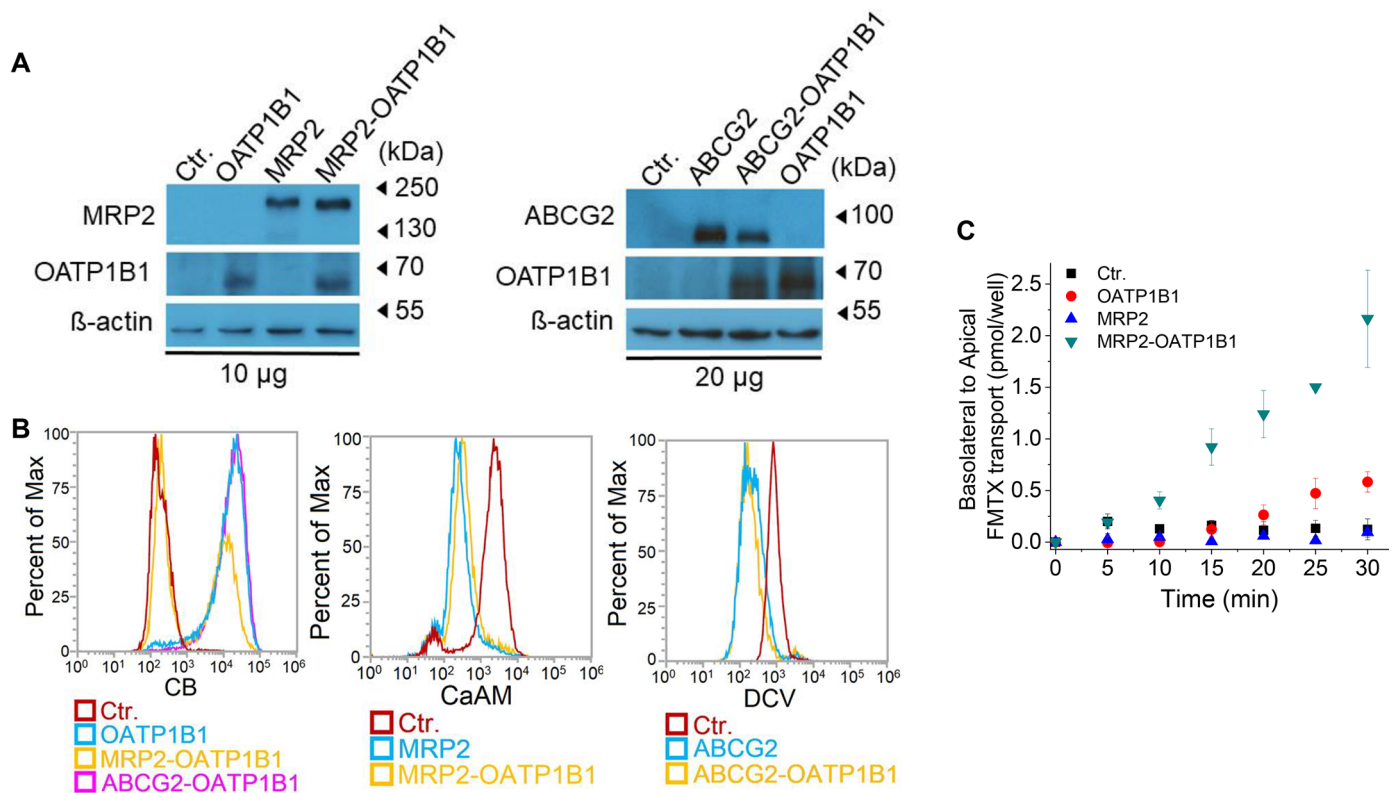 A
Ctr.
OATP1B1
MRP2
MRP2-OATP1B1
(kDa)
MRP2
250
130
OATP1B1
70
ß-actin
55
10 µg
Ctr.
ABCG2
ABCG2-OATP1B1
OATP1B1
(kDa)
ABCG2
100
OATP1B1
70
ß-actin
55
20 µg
B
Percent of Max
100
75
50
25
0
10⁰ 10¹ 10² 10³ 10⁴ 10⁵ 10⁶
CB
Ctr.
OATP1B1
MRP2-OATP1B1
ABCG2-OATP1B1
Percent of Max
100
75
50
25
0
10⁰ 10¹ 10² 10³ 10⁴ 10⁵ 10⁶
CaAM
Ctr.
MRP2
MRP2-OATP1B1
Percent of Max
100
75
50
25
0
10⁰ 10¹ 10² 10³ 10⁴ 10⁵ 10⁶
DCV
Ctr.
ABCG2
ABCG2-OATP1B1
C
Basolateral to Apical
FMTX transport (pmol/well)
Ctr.
OATP1B1
MRP2
MRP2-OATP1B1
2.5
2.0
1.5
1.0
0.5
0.0
0 5 10 15 20 25 30
Time (min)